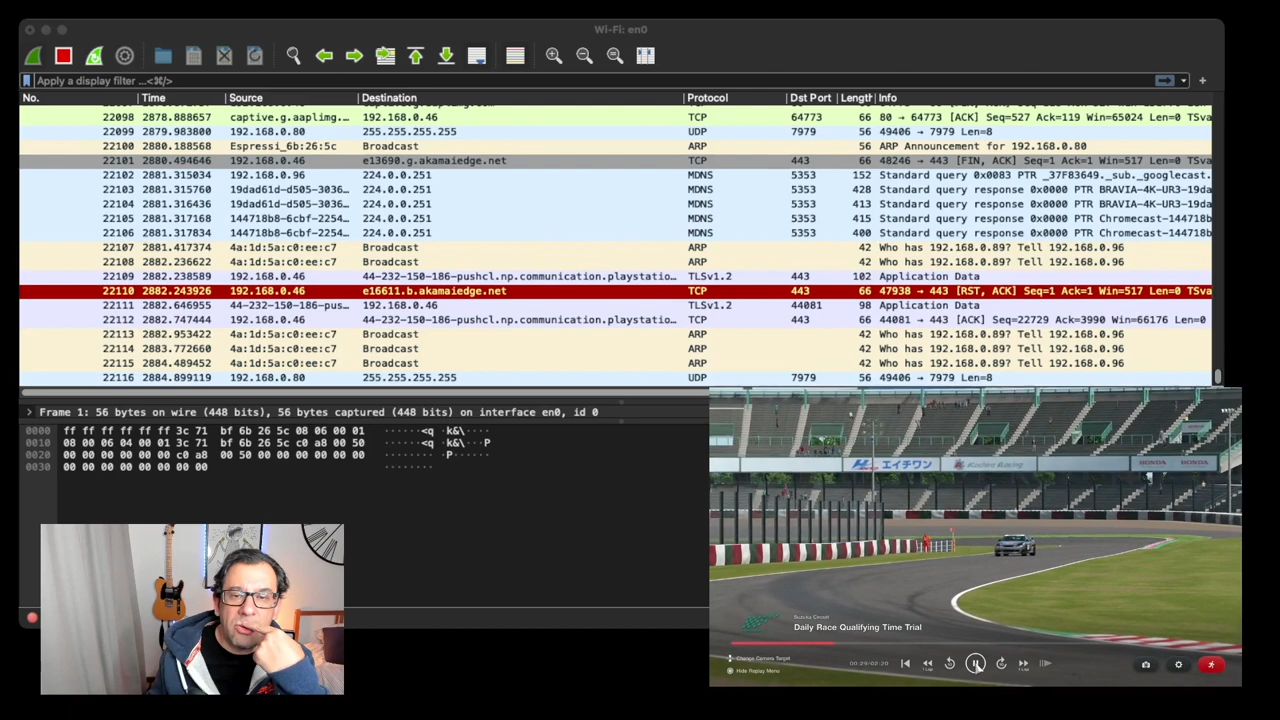 Wi-Fi: en0
Apply a display filter ...<⌘/>
No. Time Source Destination Protocol Dst Port Length Info
22098 2878.888657 captive.g.aaplimg.… 192.168.0.46 TCP 64773 66 80 → 64773 [ACK] Seq=527 Ack=119 Win=65024 Len=0 TSva
22099 2879.983800 192.168.0.80 255.255.255.255 UDP 7979 56 49406 → 7979 Len=8
22100 2880.188568 Espressi_6b:26:5c Broadcast ARP 56 ARP Announcement for 192.168.0.80
22101 2880.494646 192.168.0.46 e13690.g.akamaiedge.net TCP 443 66 48246 → 443 [FIN, ACK] Seq=1 Ack=1 Win=517 Len=0 TSva
22102 2881.315034 192.168.0.96 224.0.0.251 MDNS 5353 152 Standard query 0x0083 PTR _37F83649._sub._googlecast.
22103 2881.315760 19dad61d-d505-3036… 224.0.0.251 MDNS 5353 428 Standard query response 0x0000 PTR BRAVIA-4K-UR3-19da
22104 2881.316436 19dad61d-d505-3036… 224.0.0.251 MDNS 5353 413 Standard query response 0x0000 PTR BRAVIA-4K-UR3-19da
22105 2881.317168 144718b8-6cbf-2254… 224.0.0.251 MDNS 5353 415 Standard query response 0x0000 PTR Chromecast-144718b
22106 2881.317834 144718b8-6cbf-2254… 224.0.0.251 MDNS 5353 400 Standard query response 0x0000 PTR Chromecast-144718b
22107 2881.417374 4a:1d:5a:c0:ee:c7 Broadcast ARP 42 Who has 192.168.0.89? Tell 192.168.0.96
22108 2882.236622 4a:1d:5a:c0:ee:c7 Broadcast ARP 42 Who has 192.168.0.89? Tell 192.168.0.96
22109 2882.238589 192.168.0.46 44-232-150-186-pushcl.np.communication.playstatio… TLSv1.2 443 102 Application Data
22110 2882.243926 192.168.0.46 e16611.b.akamaiedge.net TCP 443 66 47938 → 443 [RST, ACK] Seq=1 Ack=1 Win=517 Len=0 TSva
22111 2882.645691 44-232-150-186-pus… 192.168.0.46 TLSv1.2 44081 98 Application Data
22112 2882.747444 192.168.0.46 44-232-150-186-pushcl.np.communication.playstatio… TCP 443 66 44081 → 443 [ACK] Seq=22729 Ack=3990 Win=66176 Len=0
22113 2882.953422 4a:1d:5a:c0:ee:c7 Broadcast ARP 42 Who has 192.168.0.89? Tell 192.168.0.96
22114 2883.772660 4a:1d:5a:c0:ee:c7 Broadcast ARP 42 Who has 192.168.0.89? Tell 192.168.0.96
22115 2884.489452 4a:1d:5a:c0:ee:c7 Broadcast ARP 42 Who has 192.168.0.89? Tell 192.168.0.96
22116 2884.899119 192.168.0.80 255.255.255.255 UDP 7979 56 49406 → 7979 Len=8
Frame 1: 56 bytes on wire (448 bits), 56 bytes captured (448 bits) on interface en0, id 0
0000 ff ff ff ff ff ff 3c 71 bf 6b 26 5c 08 06 00 01 ······<q ·k&\····
0010 08 00 06 04 00 01 3c 71 bf 6b 26 5c c0 a8 00 50 ······<q ·k&\···P
0020 00 00 00 00 00 00 c0 a8 00 50 00 00 00 00 00 00 ········ ·P······
0030 00 00 00 00 00 00 00 00 ········
エイチワン
HONDA HONDA
Suzuka Circuit
Daily Race Qualifying Time Trial
Change Camera Target
00:29/02:20
Hide Replay Menu
1 Lap
1 Lap